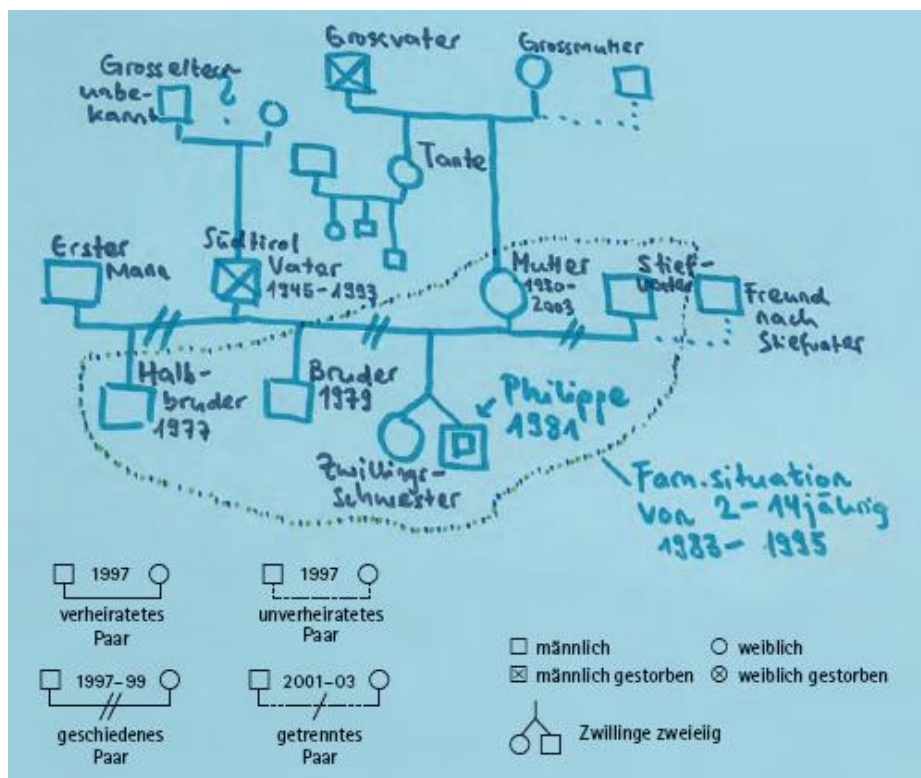 Grossvater
Grossmutter
Grosseltern
unbe-
kannt
?
Tante
Erster
Mann
Südtirol
Vater
1945-1993
Mutter
1930-
2003
Stief-
vater
Freund
nach
Stiefvater
Halb-
bruder
1977
Bruder
1979
Philippe
1981
Zwillings-
schwester
Fam.situation
von 2-14jährig
1983-1995
1997
verheiratetes
Paar
1997
unverheiratetes
Paar
1997–99
geschiedenes
Paar
2001–03
getrenntes
Paar
männlich
weiblich
männlich gestorben
weiblich gestorben
Zwillinge zweieiig